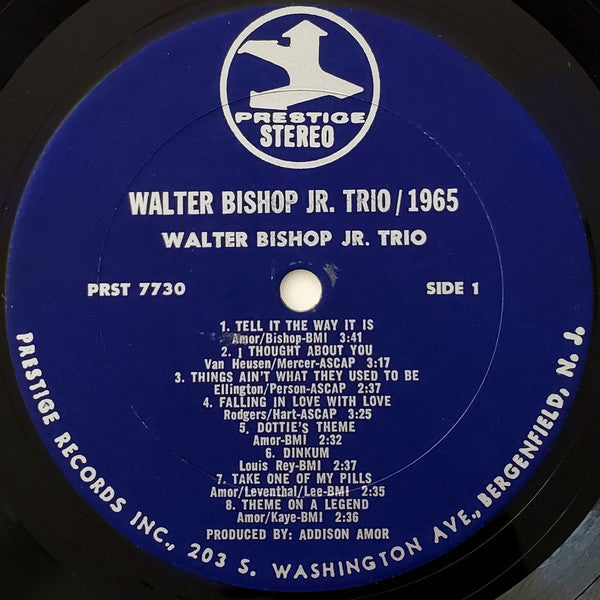 PRESTIGE
STEREO
WALTER BISHOP JR. TRIO / 1965
WALTER BISHOP JR. TRIO
PRST 7730
SIDE 1
1. TELL IT THE WAY IT IS
Amor/Bishop-BMI 3:41
2. I THOUGHT ABOUT YOU
Van Heusen/Mercer-ASCAP 3:17
3. THINGS AIN'T WHAT THEY USED TO BE
Ellington/Person-ASCAP 2:37
4. FALLING IN LOVE WITH LOVE
Rodgers/Hart-ASCAP 3:25
5. DOTTIE'S THEME
Amor-BMI 2:32
6. DINKUM
Louis Rey-BMI 2:37
7. TAKE ONE OF MY PILLS
Amor/Leventhal/Lee-BMI 2:35
8. THEME ON A LEGEND
Amor/Kaye-BMI 2:36
PRODUCED BY: ADDISON AMOR
PRESTIGE RECORDS INC., 203 S. WASHINGTON AVE., BERGENFIELD, N. J.